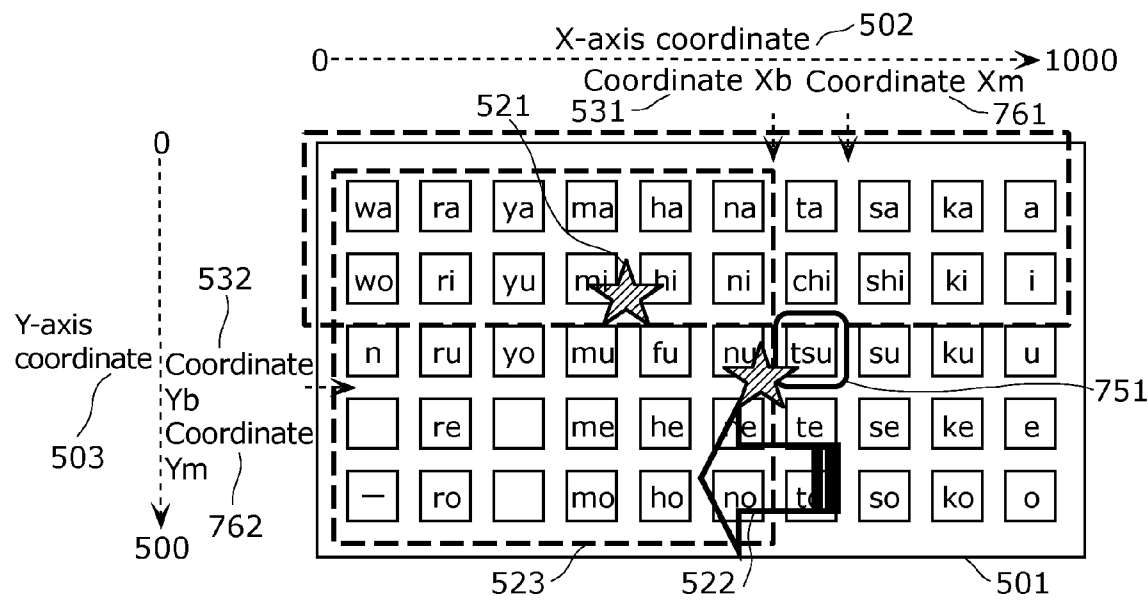 X-axis coordinate 502
0 1000
Coordinate Xb Coordinate Xm
521 531 761
0
wa ra ya ma ha na ta sa ka a
wo ri yu mi hi ni chi shi ki i
532
Y-axis
coordinate
503
Coordinate
Yb
Coordinate
Ym
762
n ru yo mu fu nu tsu su ku u
751
re me he te se ke e
— ro mo ho no so ko o
500
523 522 501